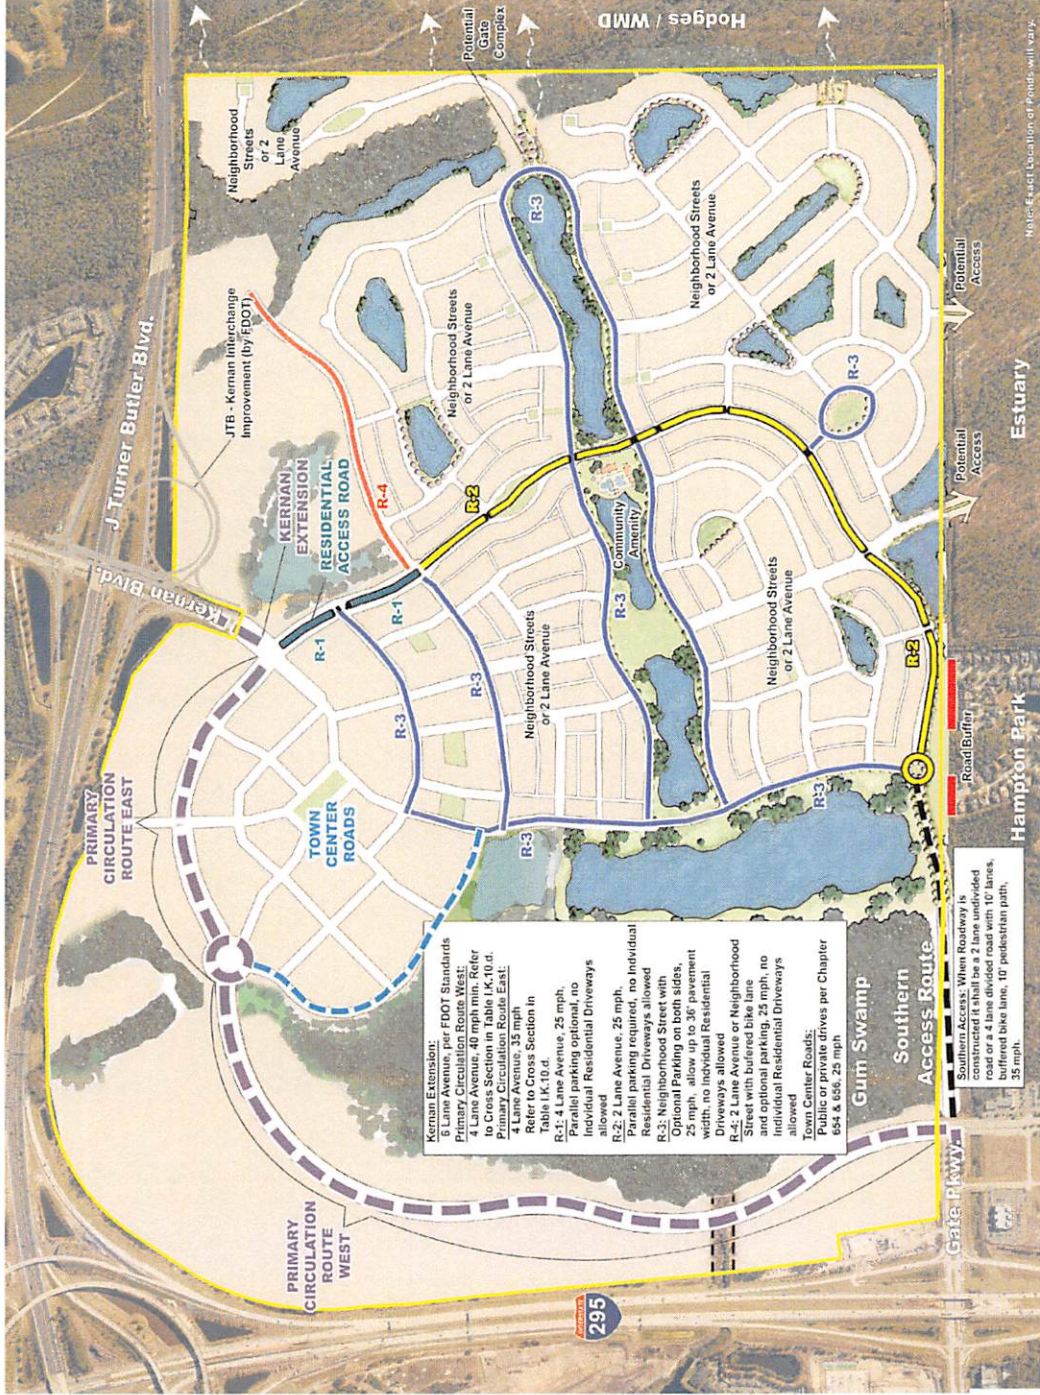 Hodges / WMD
Potential
Gate
Complex
Neighborhood
Streets
or 2
Lane
Avenue
J Turner Butler Blvd.
JTB - Kernan Interchange
Improvement (by FDOT)
Kernan Blvd.
KERNAN
EXTENSION
RESIDENTIAL
ACCESS ROAD
R-4
R-1
R-1
R-2
R-3
Neighborhood Streets
or 2 Lane Avenue
Neighborhood Streets
or 2 Lane Avenue
R-3
Potential
Access
Potential
Access
Estuary
Note: Exact Location of Ponds will vary.
Community
Amenity
R-3
Neighborhood Streets
or 2 Lane Avenue
Neighborhood Streets
or 2 Lane Avenue
R-3
R-3
R-3
R-3
R-2
Road Buffer
Hampton Park
PRIMARY
CIRCULATION
ROUTE EAST
TOWN
CENTER
ROADS
Kernan Extension:
6 Lane Avenue, per FDOT Standards
Primary Circulation Route West:
4 Lane Avenue, 40 mph min. Refer
to Cross Section in Table I.K.10.d.
Primary Circulation Route East:
4 Lane Avenue, 35 mph
Refer to Cross Section in
Table I.K.10.d.
R-1: 4 Lane Avenue, 25 mph,
Parallel parking optional, no
Individual Residential Driveways
allowed
R-2: 2 Lane Avenue, 25 mph,
Parallel parking required, no Individual
Residential Driveways allowed
R-3: Neighborhood Street with
Optional Parking on both sides,
25 mph, allow up to 36' pavement
width, no Individual Residential
Driveways allowed
R-4: 2 Lane Avenue or Neighborhood
Street with bufered bike lane
and optional parking, 25 mph, no
Individual Residential Driveways
allowed
Town Center Roads:
Public or private drives per Chapter
654 & 656, 25 mph
Gum Swamp
Southern
Access Route
Southern Access: When Roadway is
constructed it shall be a 2 lane undivided
road or a 4 lane divided road with 10' lanes,
buffered bike lane, 10' pedestrian path,
35 mph.
PRIMARY
CIRCULATION
ROUTE
WEST
Gate Pkwy.
INTERSTATE
295